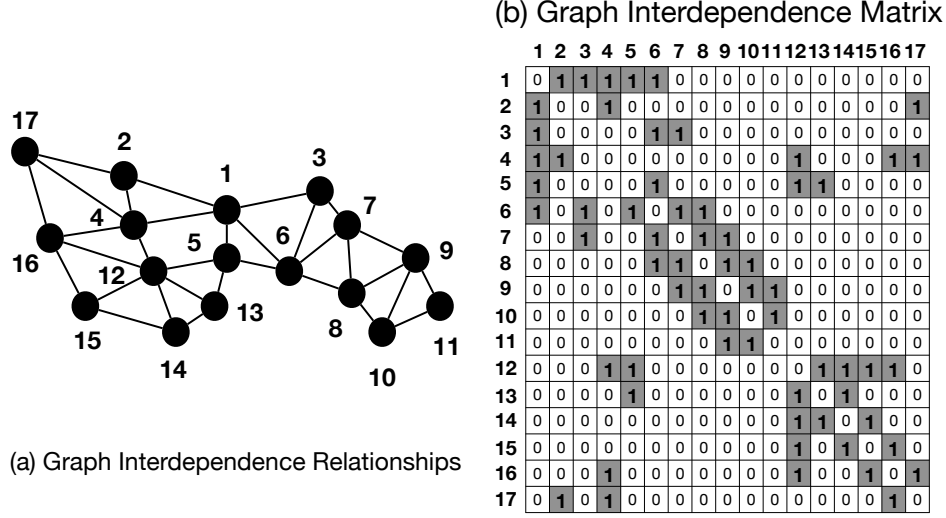 (b) Graph Interdependence Matrix
1 2 3 4 5 6 7 8 9 10 11 12 13 14 15 16 17
1 0 1 1 1 1 1 0 0 0 0 0 0 0 0 0 0 0
2 1 0 0 1 0 0 0 0 0 0 0 0 0 0 0 0 1
3 1 0 0 0 0 1 1 0 0 0 0 0 0 0 0 0 0
4 1 1 0 0 0 0 0 0 0 0 0 1 0 0 0 1 1
5 1 0 0 0 0 1 0 0 0 0 0 1 1 0 0 0 0
6 1 0 1 0 1 0 1 1 0 0 0 0 0 0 0 0 0
7 0 0 1 0 0 1 0 1 1 0 0 0 0 0 0 0 0
8 0 0 0 0 0 1 1 0 1 1 0 0 0 0 0 0 0
9 0 0 0 0 0 0 1 1 0 1 1 0 0 0 0 0 0
10 0 0 0 0 0 0 0 1 1 0 1 0 0 0 0 0 0
11 0 0 0 0 0 0 0 0 1 1 0 0 0 0 0 0 0
12 0 0 0 1 1 0 0 0 0 0 0 0 1 1 1 1 0
13 0 0 0 0 1 0 0 0 0 0 0 1 0 1 0 0 0
14 0 0 0 0 0 0 0 0 0 0 0 1 1 0 1 0 0
15 0 0 0 0 0 0 0 0 0 0 0 1 0 1 0 1 0
16 0 0 0 1 0 0 0 0 0 0 0 1 0 0 1 0 1
17 0 1 0 1 0 0 0 0 0 0 0 0 0 0 0 1 0
17
2
1
3
4
5
6
7
16
12
9
15
13
8
14
10
11
(a) Graph Interdependence Relationships